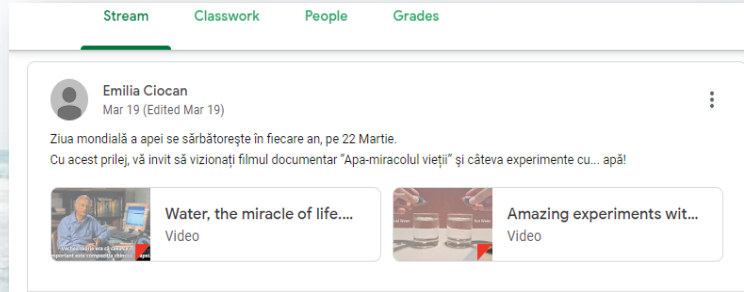 Stream Classwork People Grades
Emilia Ciocan
Mar 19 (Edited Mar 19)
Ziua mondială a apei se sărbătorește în fiecare an, pe 22 Martie.
Cu acest prilej, vă invit să vizionați filmul documentar “Apa-miracolul vieții” și câteva experimente cu... apă!
Water, the miracle of life....
Video
Amazing experiments wit...
Video